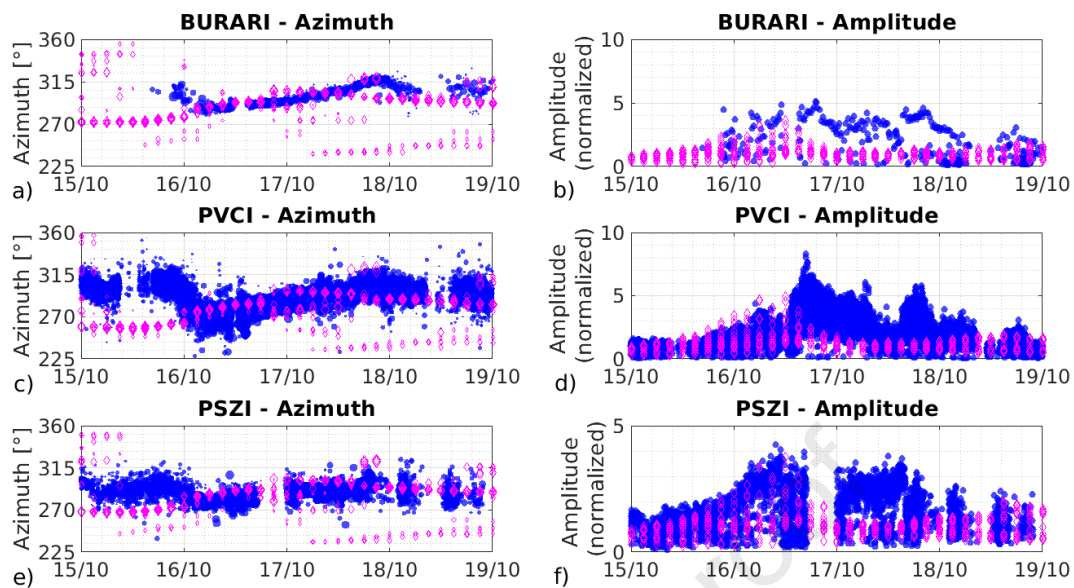 BURARI - Azimuth
BURARI - Amplitude
Azimuth [°]
360
315
270
225
15/10 16/10 17/10 18/10 19/10
a)
Amplitude
(normalized)
10
5
0
15/10 16/10 17/10 18/10 19/10
b)
PVCI - Azimuth
PVCI - Amplitude
Azimuth [°]
360
315
270
225
15/10 16/10 17/10 18/10 19/10
c)
Amplitude
(normalized)
10
5
0
15/10 16/10 17/10 18/10 19/10
d)
PSZI - Azimuth
PSZI - Amplitude
Azimuth [°]
360
315
270
225
15/10 16/10 17/10 18/10 19/10
e)
Amplitude
(normalized)
5
0
15/10 16/10 17/10 18/10 19/10
f)